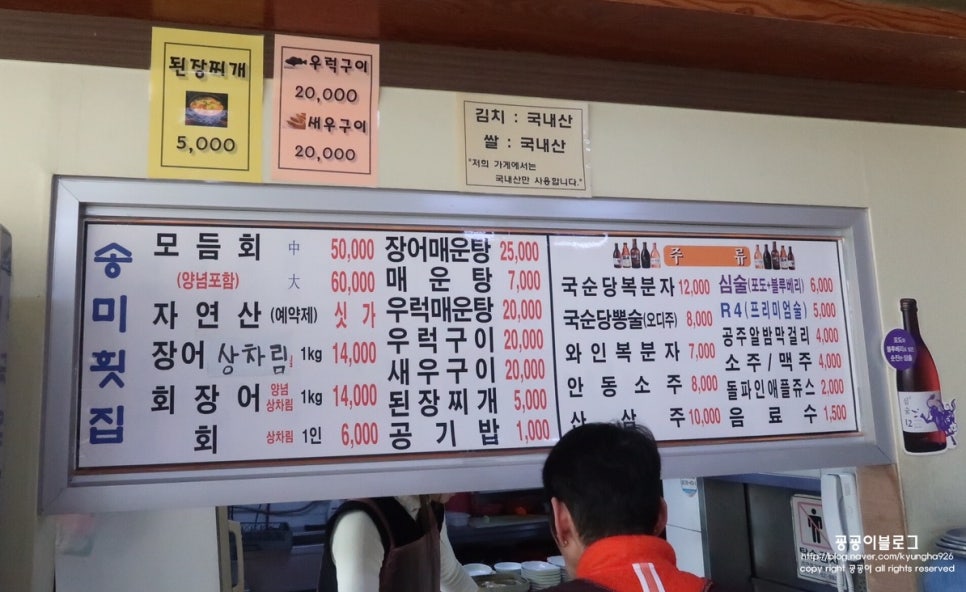 된장찌개
5,000
우럭구이
20,000
새우구이
20,000
김치 : 국내산
쌀 : 국내산
"저희 가게에서는
국내산만 사용합니다."
송미횟집
모듬회 中 50,000
(양념포함) 大 60,000
자연산 (예약제) 싯가
장어 상차림 1kg 14,000
회장어 양념 상차림 1kg 14,000
회 상차림 1인 6,000
장어매운탕 25,000
매운탕 7,000
우럭매운탕 20,000
우럭구이 20,000
새우구이 20,000
된장찌개 5,000
공기밥 1,000
주류
국순당복분자 12,000
국순당뽕술(오디주) 8,000
와인복분자 7,000
안동소주 8,000
산삼주 10,000
심술(포도+블루베리) 6,000
R4(프리미엄술) 5,000
공주알밤막걸리 4,000
소주/맥주 4,000
돌파인애플쥬스 2,000
음료수 1,500
12
공공이블로그
http://blog.naver.com/kyungha926
copy right 공공이 all rights reserved